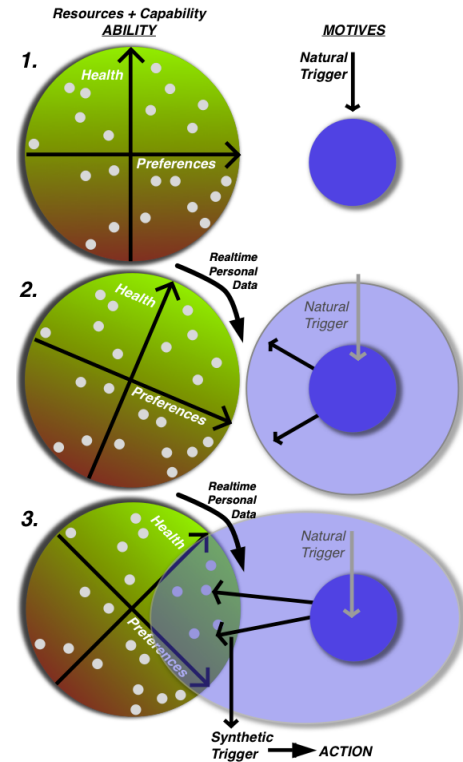 Resources + Capability
ABILITY
MOTIVES
1.
Health
Preferences
Natural
Trigger
2.
Health
Preferences
Realtime
Personal
Data
Natural
Trigger
3.
Health
Preferences
Realtime
Personal
Data
Natural
Trigger
Synthetic
Trigger
ACTION